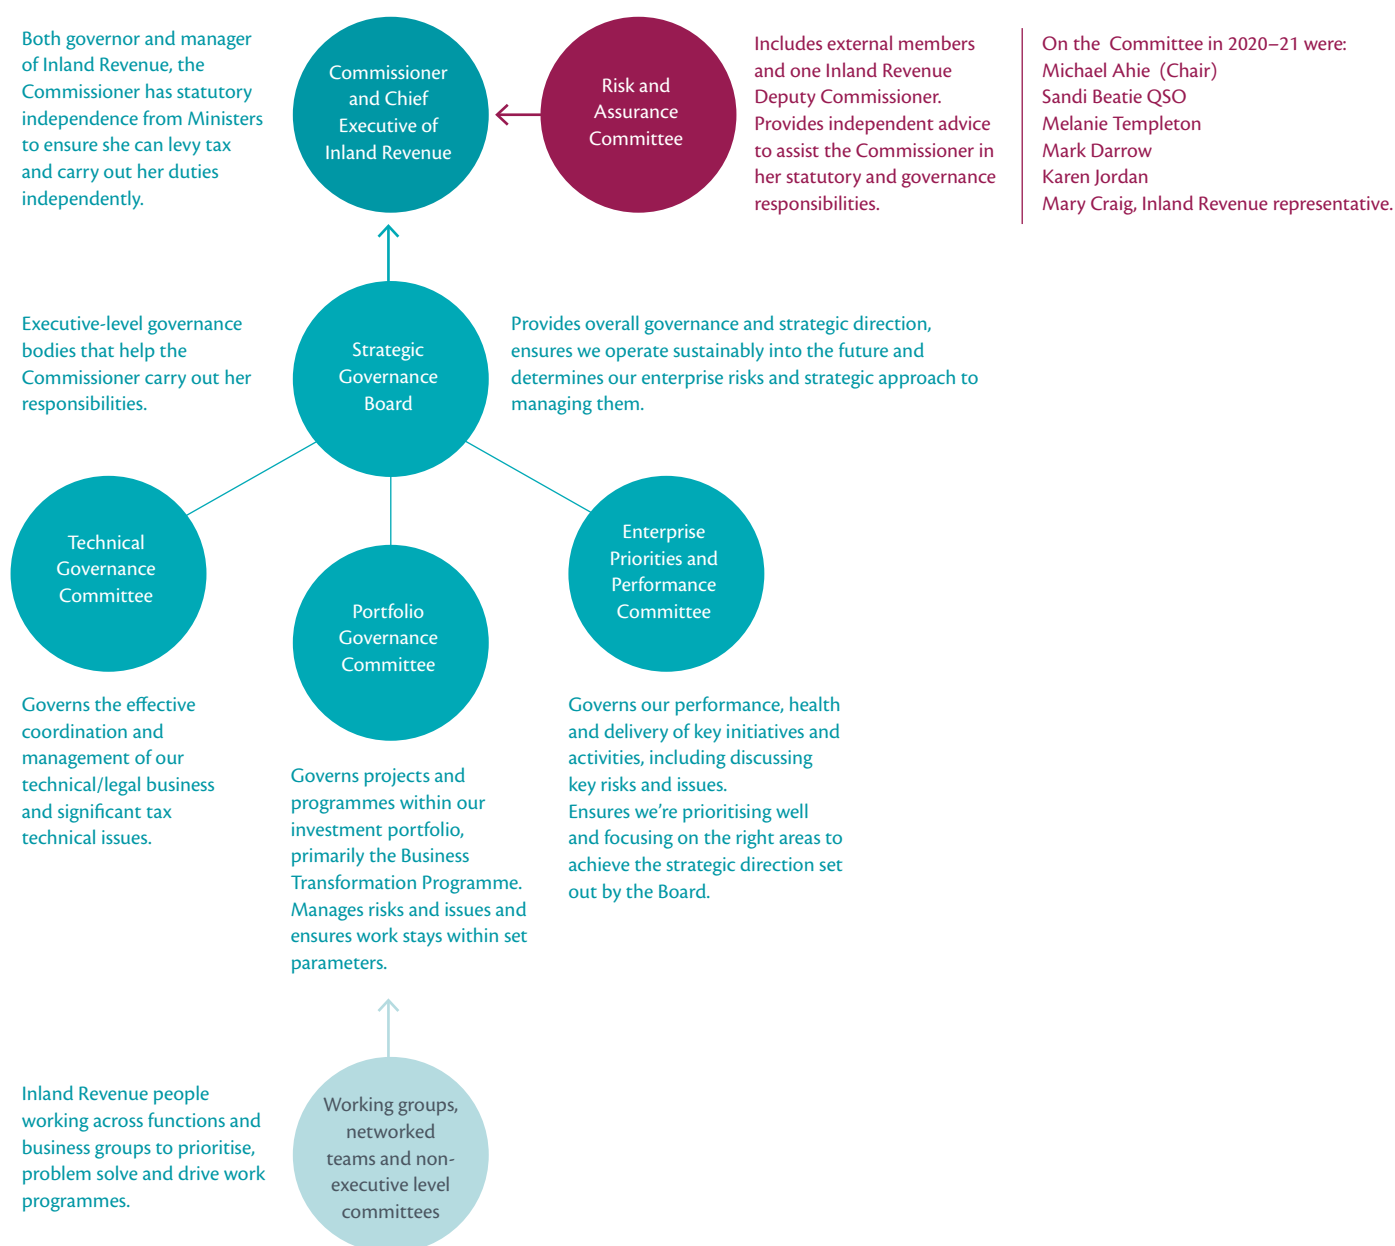 Both governor and manager
of Inland Revenue, the
Commissioner has statutory
independence from Ministers
to ensure she can levy tax
and carry out her duties
independently.
Commissioner
and Chief
Executive of
Inland Revenue
Risk and
Assurance
Committee
Includes external members
and one Inland Revenue
Deputy Commissioner.
Provides independent advice
to assist the Commissioner in
her statutory and governance
responsibilities.
On the Committee in 2020–21 were:
Michael Ahie (Chair)
Sandi Beatie QSO
Melanie Templeton
Mark Darrow
Karen Jordan
Mary Craig, Inland Revenue representative.
Executive-level governance
bodies that help the
Commissioner carry out her
responsibilities.
Strategic
Governance
Board
Provides overall governance and strategic direction,
ensures we operate sustainably into the future and
determines our enterprise risks and strategic approach to
managing them.
Technical
Governance
Committee
Portfolio
Governance
Committee
Enterprise
Priorities and
Performance
Committee
Governs the effective
coordination and
management of our
technical/legal business
and significant tax
technical issues.
Governs projects and
programmes within our
investment portfolio,
primarily the Business
Transformation Programme.
Manages risks and issues and
ensures work stays within set
parameters.
Governs our performance, health
and delivery of key initiatives and
activities, including discussing
key risks and issues.
Ensures we’re prioritising well
and focusing on the right areas to
achieve the strategic direction set
out by the Board.
Inland Revenue people
working across functions and
business groups to prioritise,
problem solve and drive work
programmes.
Working groups,
networked
teams and non-
executive level
committees